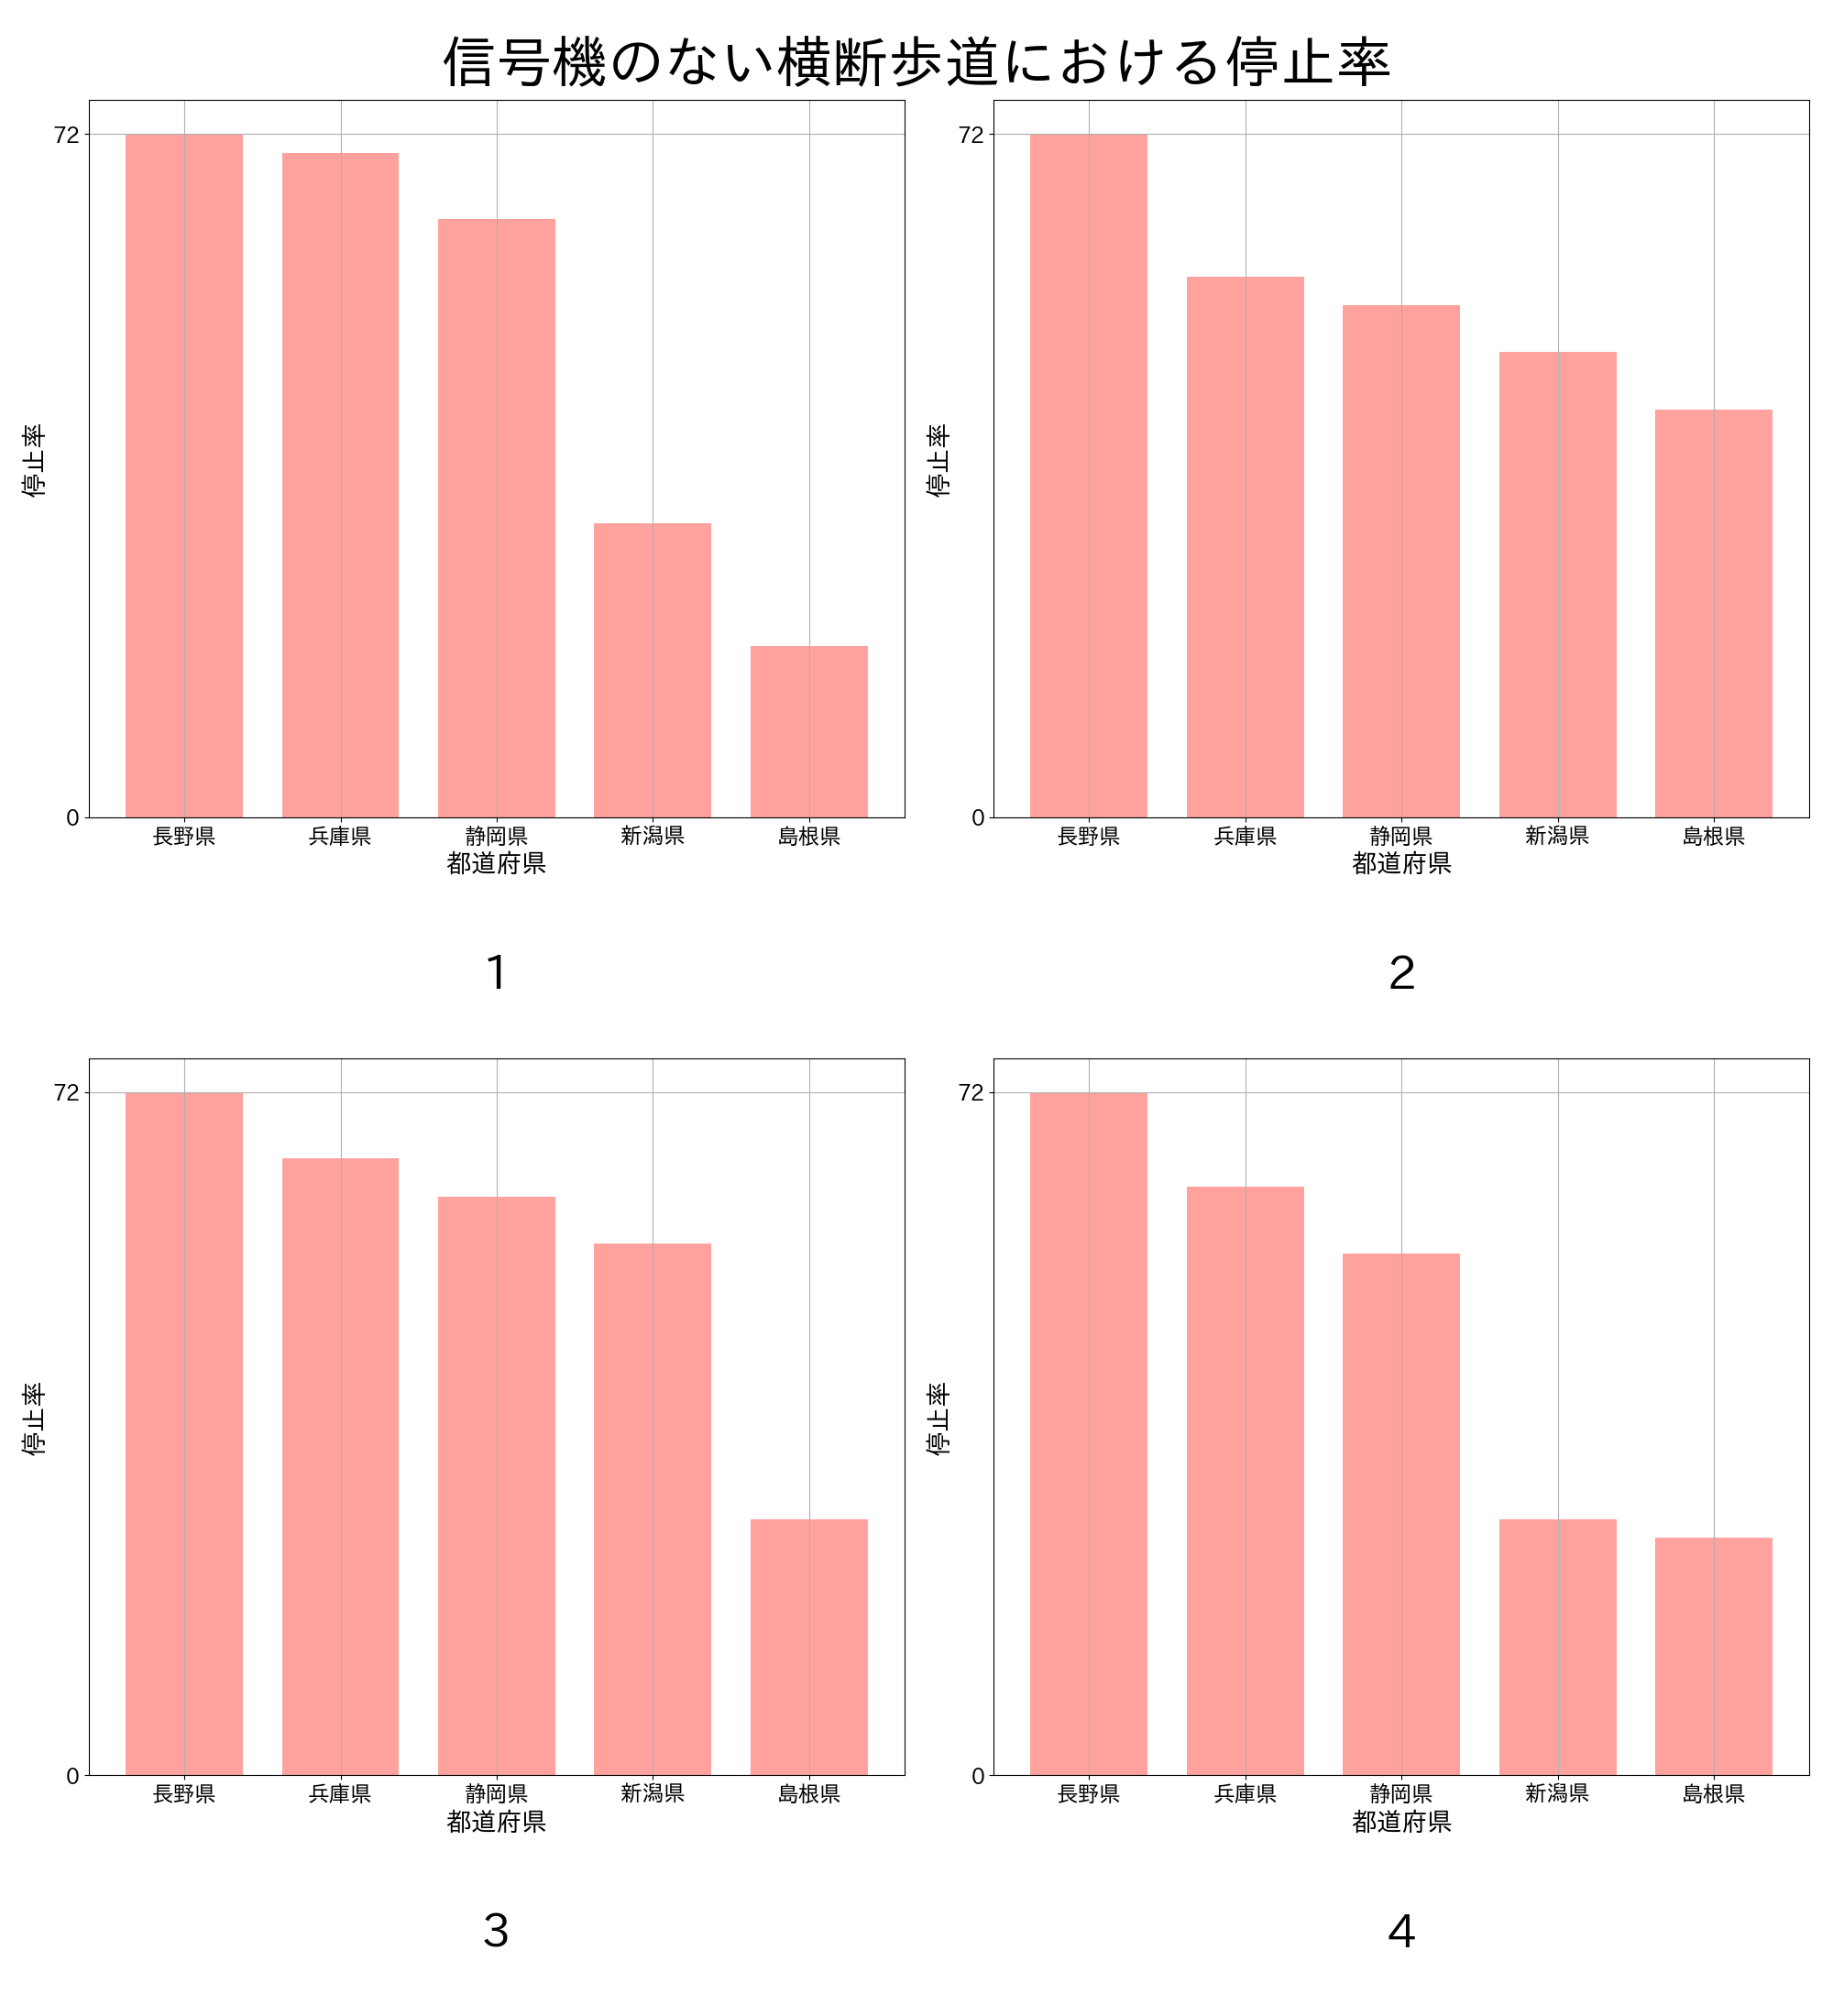 信号機のない横断歩道における停止率
72
0
停止率
長野県 兵庫県 静岡県 新潟県 島根県
都道府県
1
72
0
停止率
長野県 兵庫県 静岡県 新潟県 島根県
都道府県
2
72
0
停止率
長野県 兵庫県 静岡県 新潟県 島根県
都道府県
3
72
0
停止率
長野県 兵庫県 静岡県 新潟県 島根県
都道府県
4